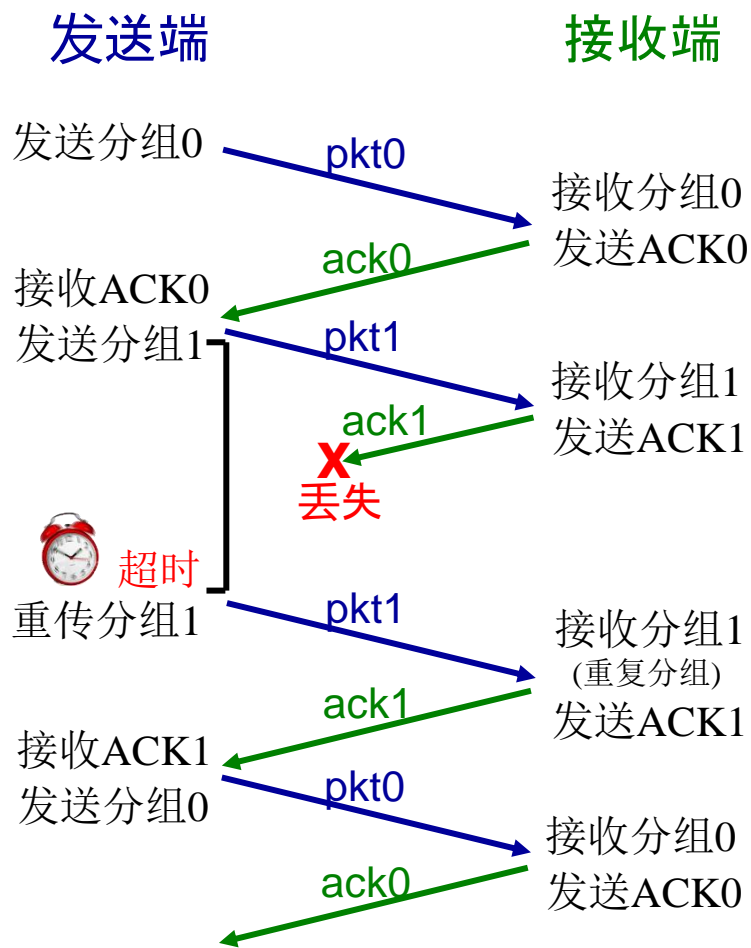 发送端
接收端
发送分组0
pkt0
接收分组0
发送ACK0
ack0
接收ACK0
发送分组1
pkt1
接收分组1
发送ACK1
ack1
X
丢失
超时
重传分组1
pkt1
接收分组1
(重复分组)
发送ACK1
ack1
接收ACK1
发送分组0
pkt0
接收分组0
发送ACK0
ack0